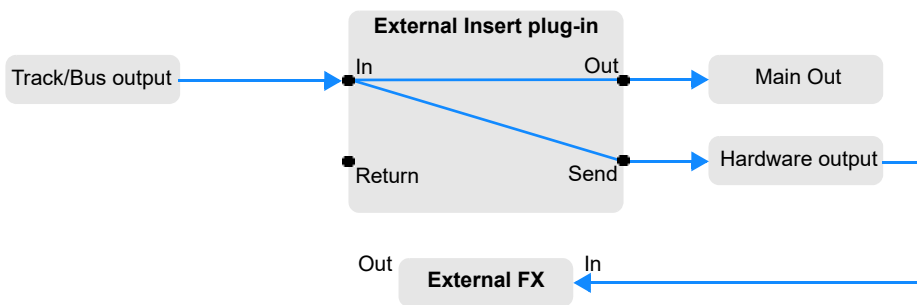 External Insert plug-in
In
Out
Track/Bus output
Main Out
Return
Send
Hardware output
Out
In
External FX